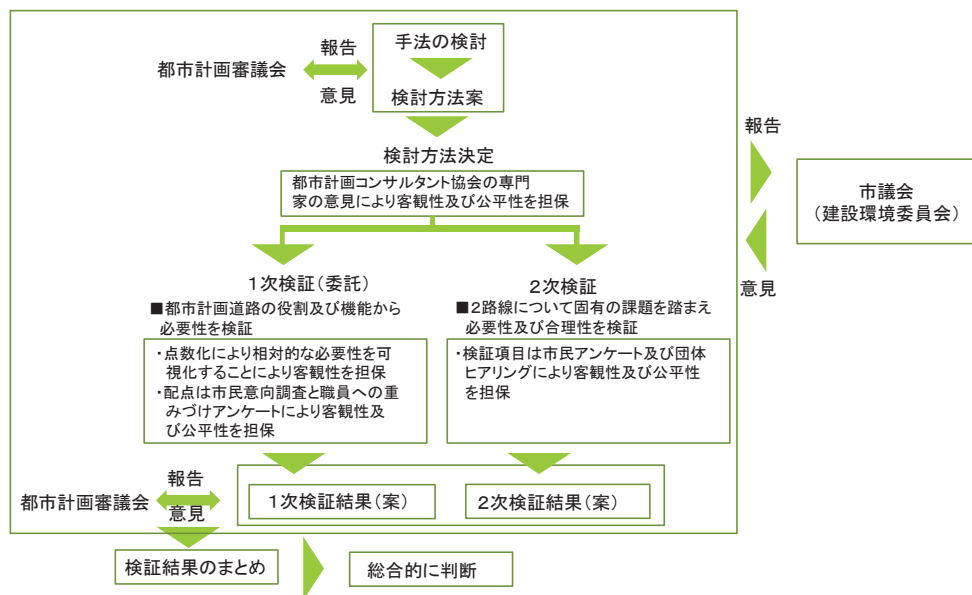 手法の検討
報告
都市計画審議会
意見
検討方法案
検討方法決定
都市計画コンサルタント協会の専門
家の意見により客観性及び公平性を担保
報告
市議会
（建設環境委員会）
意見
1次検証（委託）
■都市計画道路の役割及び機能から
必要性を検証
・点数化により相対的な必要性を可
視化することにより客観性を担保
・配点は市民意向調査と職員への重
みづけアンケートにより客観性及
び公平性を担保
2次検証
■2路線について固有の課題を踏まえ
必要性及び合理性を検証
・検証項目は市民アンケート及び団体
ヒアリングにより客観性及び公平性
を担保
報告
都市計画審議会
意見
1次検証結果（案）
2次検証結果（案）
検証結果のまとめ
総合的に判断